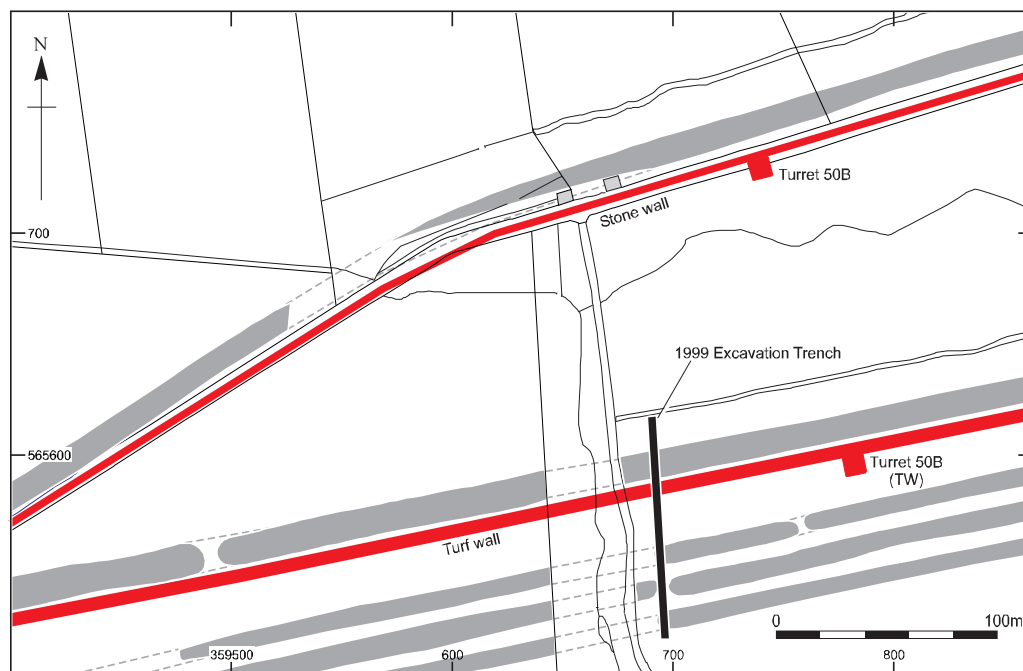 N
Turret 50B
Stone wall
700
1999 Excavation Trench
565600
Turret 50B
(TW)
Turf wall
0 100m
359500 600 700 800